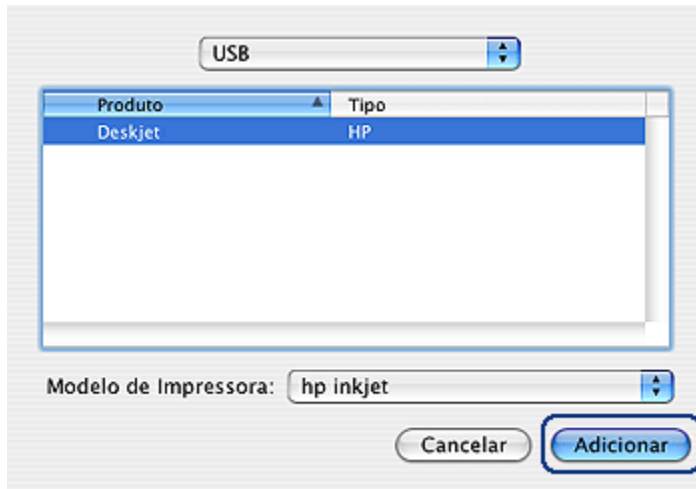 USB
Produto Tipo
Deskjet HP
Modelo de Impressora: hp inkjet
Cancelar Adicionar